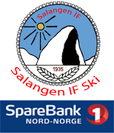 Salangen IF
1935
Salangen IF Ski
SpareBank 1
NORD-NORGE